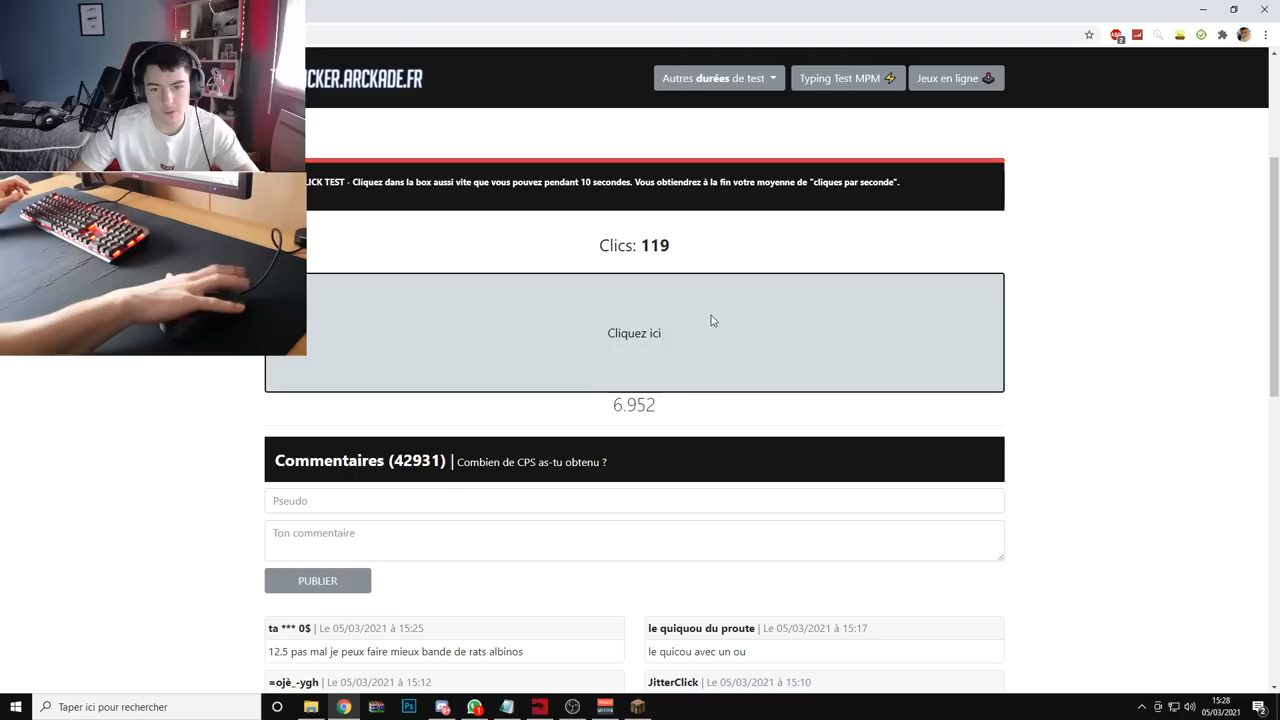 CKER.ARCKADE.FR
Autres durées de test
Typing Test MPM ⚡
Jeux en ligne 🕹️
LICK TEST - Cliquez dans la box aussi vite que vous pouvez pendant 10 secondes. Vous obtiendrez à la fin votre moyenne de "cliques par seconde".
Clics: 119
Cliquez ici
6.952
Commentaires (42931) | Combien de CPS as-tu obtenu ?
Pseudo
Ton commentaire
PUBLIER
ta *** 0$ | Le 05/03/2021 à 15:25
12.5 pas mal je peux faire mieux bande de rats albinos
le quiquou du proute | Le 05/03/2021 à 15:17
le quicou avec un ou
=ojè_-ygh | Le 05/03/2021 à 15:12
JitterClick | Le 05/03/2021 à 15:10
Taper ici pour rechercher
15:28
05/03/2021